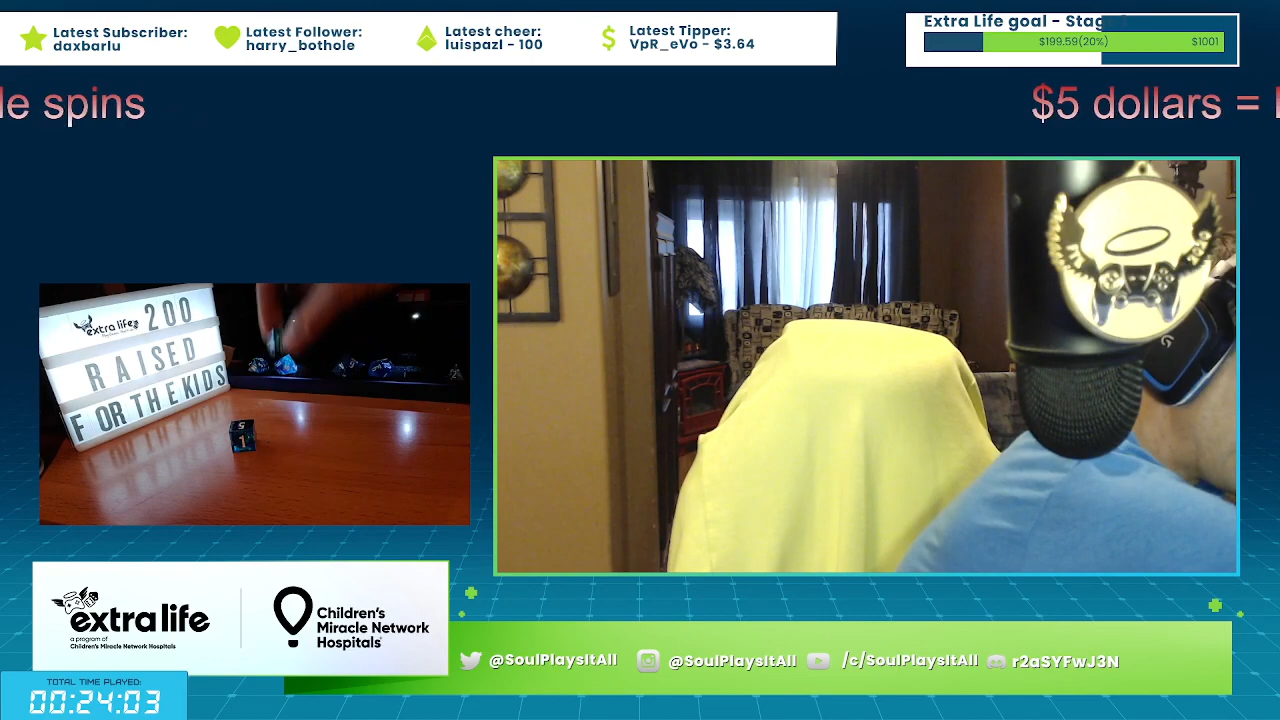 Latest Subscriber:
daxbarlu
Latest Follower:
harry_bothole
Latest cheer:
luispazl - 100
Latest Tipper:
VpR_eVo - $3.64
Extra Life goal -
$199.59(20%)
$1001
le spins
$5 dollars =
extra life
200
RAISED
FOR THE KIDS
5
1
G
extra life
a program of
Children's Miracle Network Hospitals
Children's
Miracle Network
Hospitals
@SoulPlaysItAll
@SoulPlaysItAll
/c/SoulPlaysItAll
r2aSYFwJ3N
TOTAL TIME PLAYED:
00:24:03